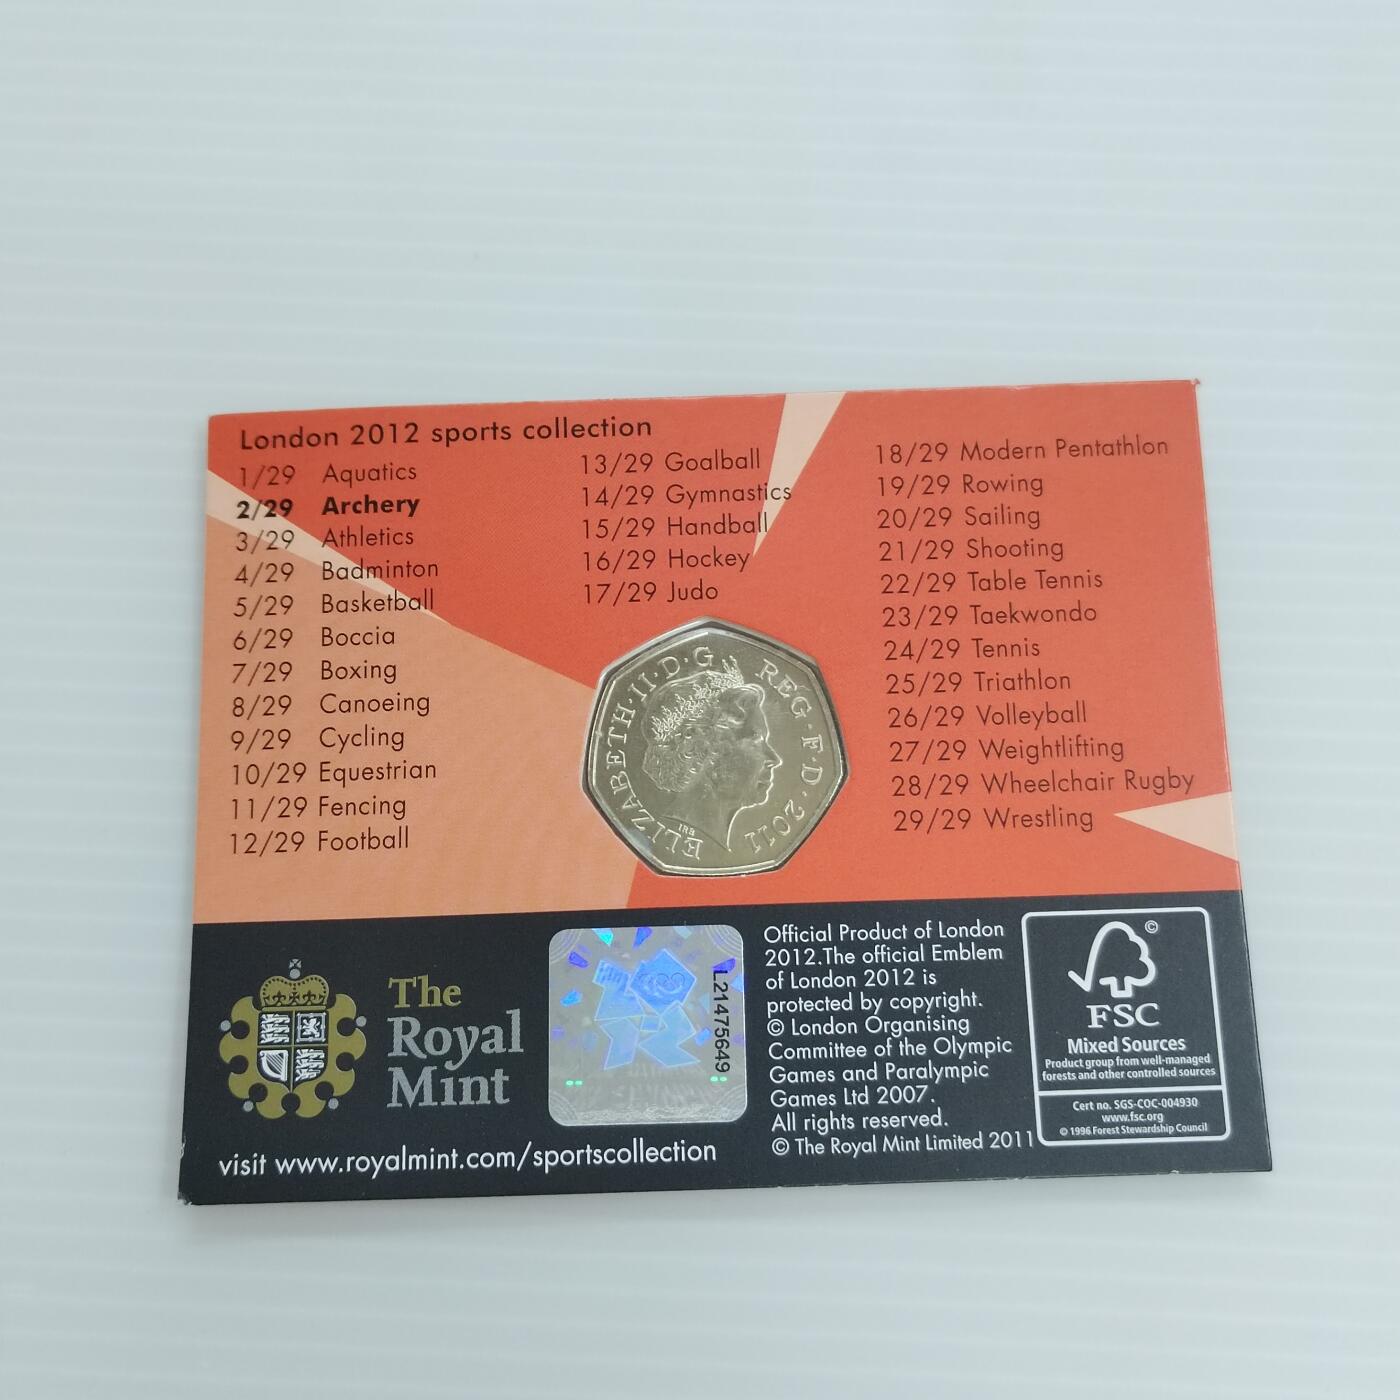 London 2012 sports collection
1/29 Aquatics
2/29 Archery
3/29 Athletics
4/29 Badminton
5/29 Basketball
6/29 Boccia
7/29 Boxing
8/29 Canoeing
9/29 Cycling
10/29 Equestrian
11/29 Fencing
12/29 Football
13/29 Goalball
14/29 Gymnastics
15/29 Handball
16/29 Hockey
17/29 Judo
18/29 Modern Pentathlon
19/29 Rowing
20/29 Sailing
21/29 Shooting
22/29 Table Tennis
23/29 Taekwondo
24/29 Tennis
25/29 Triathlon
26/29 Volleyball
27/29 Weightlifting
28/29 Wheelchair Rugby
29/29 Wrestling
ELIZABETH·II·D·G REG·F·D·2011
IRB
The
Royal
Mint
visit www.royalmint.com/sportscollection
L21475649
Official Product of London
2012.The official Emblem
of London 2012 is
protected by copyright.
© London Organising
Committee of the Olympic
Games and Paralympic
Games Ltd 2007.
All rights reserved.
© The Royal Mint Limited 2011
©
FSC
Mixed Sources
Product group from well-managed
forests and other controlled sources
Cert no. SGS-COC-004930
www.fsc.org
© 1996 Forest Stewardship Council